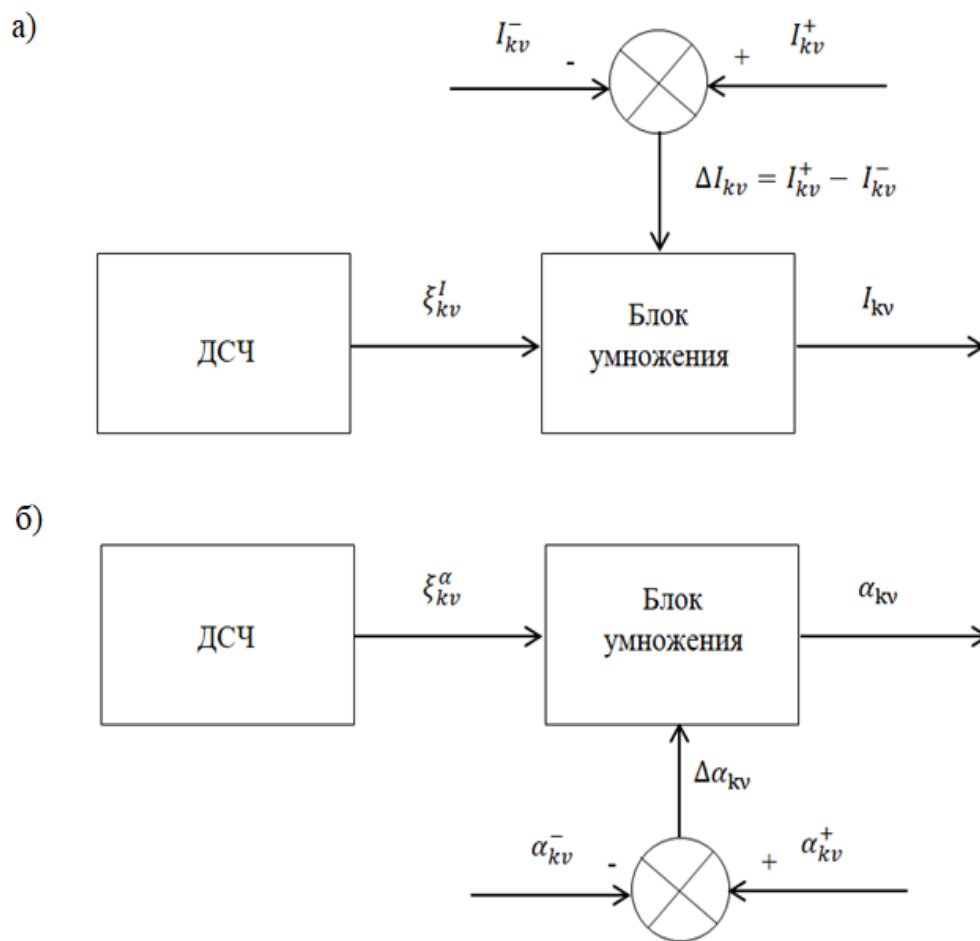 а)
I⁻ₖᵥ - + I⁺ₖᵥ
ΔIₖᵥ = I⁺ₖᵥ − I⁻ₖᵥ
ДСЧ
ξᴵₖᵥ
Блок
умножения
Iₖᵥ
б)
ДСЧ
ξᵅₖᵥ
Блок
умножения
αₖᵥ
Δαₖᵥ
α⁻ₖᵥ - + α⁺ₖᵥ